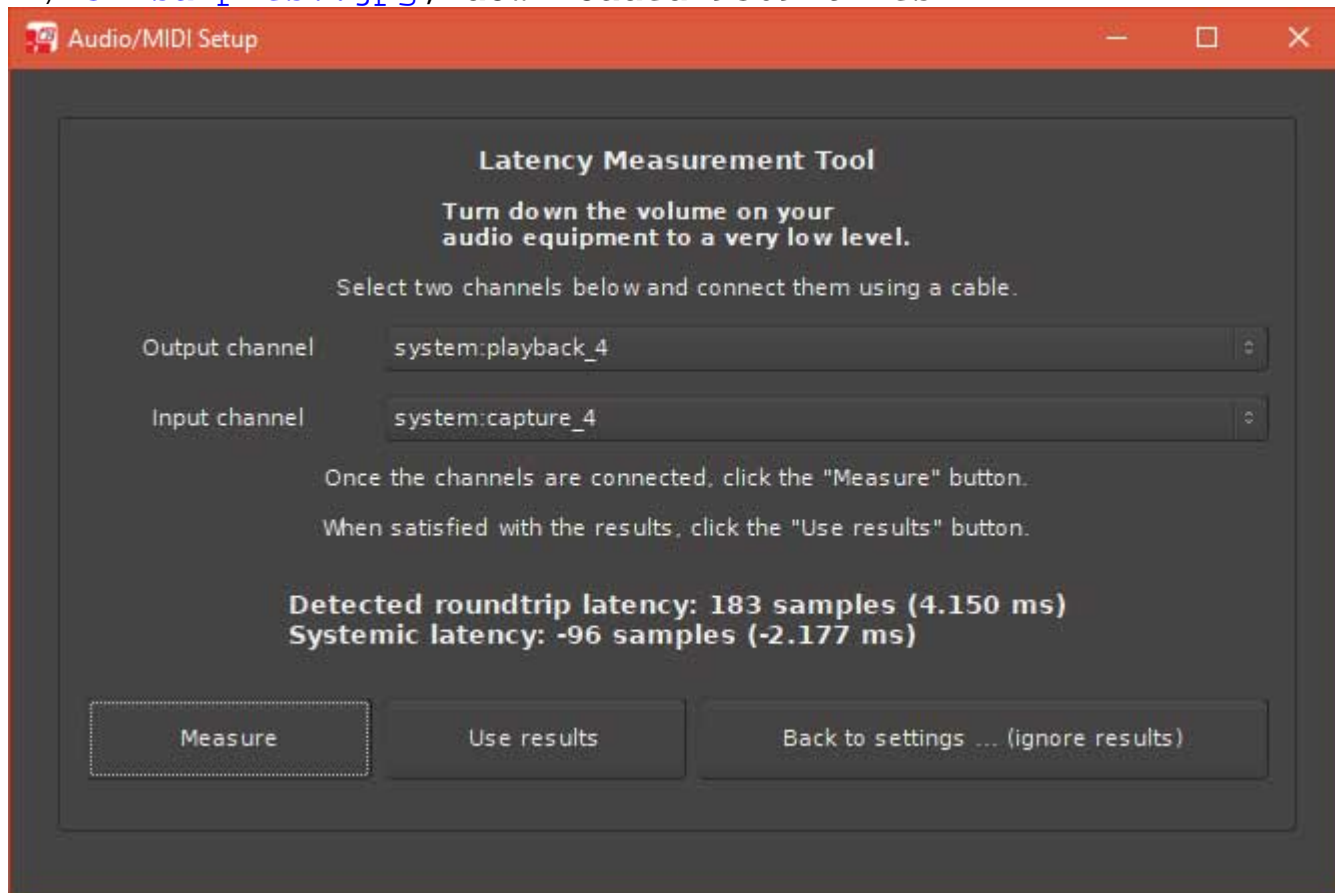 Audio/MIDI Setup
Latency Measurement Tool
Turn down the volume on your
audio equipment to a very low level.
Select two channels below and connect them using a cable.
Output channel system:playback_4
Input channel system:capture_4
Once the channels are connected, click the "Measure" button.
When satisfied with the results, click the "Use results" button.
Detected roundtrip latency: 183 samples (4.150 ms)
Systemic latency: -96 samples (-2.177 ms)
Measure Use results Back to settings ... (ignore results)